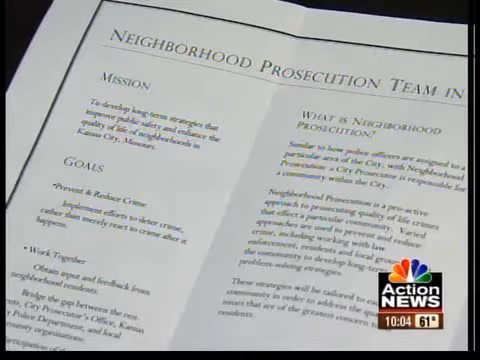 NEIGHBORHOOD PROSECUTION TEAM IN
MISSION
To develop long-term strategies that
improve public safety and enhance the
quality of life of neighborhoods in
Kansas City, Missouri.
GOALS
•Prevent & Reduce Crime
Implement efforts to deter crime,
rather than merely react to crime after it
happens.
• Work Together
Obtain input and feedback from
neighborhood residents.
Bridge the gap between the resi-
ents, City Prosecutor's Office, Kansas
y Police Department, and local
munity organizations.
articipation of
WHAT IS NEIGHBORHOOD
PROSECUTION?
Similar to how police officers are assigned to a
particular area of the City, with Neighborhood
Prosecution a City Prosecutor is responsible for
a community within the City.
Neighborhood Prosecution is a pro-active
approach to prosecuting quality of life crimes
that effect a particular community. Varied
approaches are used to prevent and reduce
crime, including working with law
enforcement, residents and local
the community to develop long-term
problem-solving strategies.
These strategies will be tailored to
community in order to address the
issues that are of the greatest concern to
residents.
Action
NEWS
10:04 61°